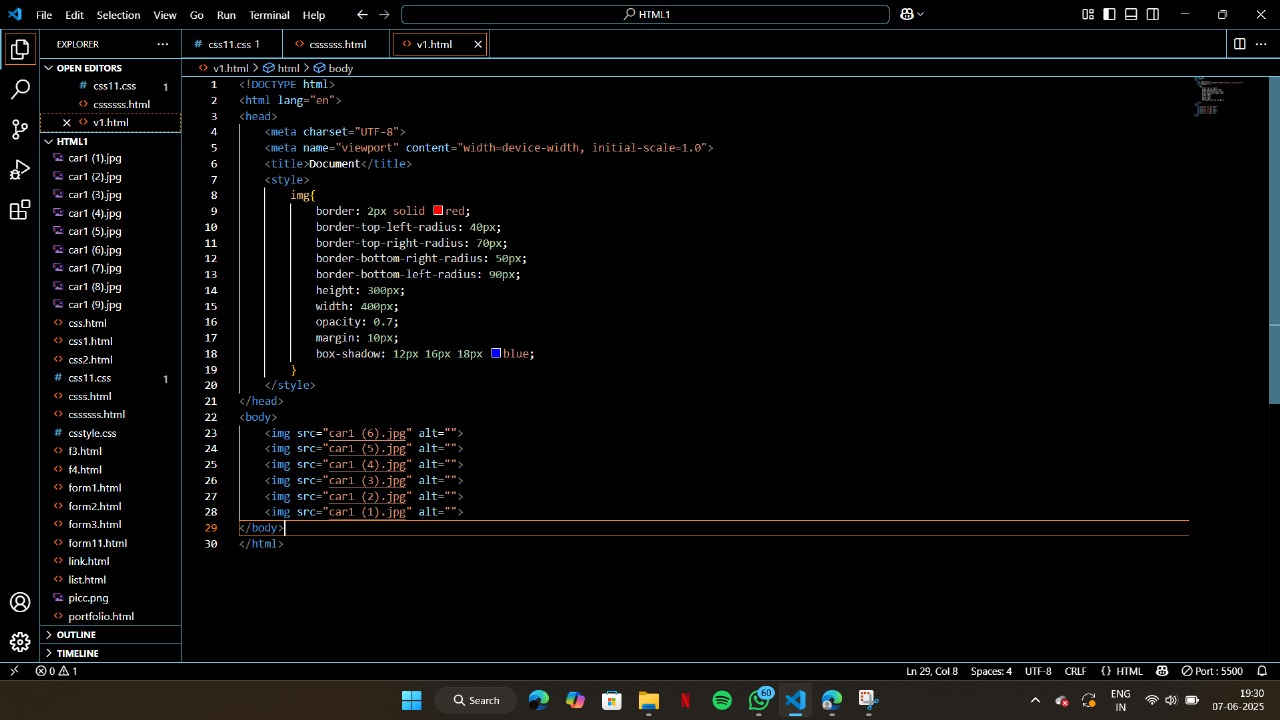 File Edit Selection View Go Run Terminal Help
HTML1
EXPLORER
css11.css 1
csssssss.html
v1.html
OPEN EDITORS
css11.css 1
csssssss.html
v1.html
HTML1
car1 (1).jpg
car1 (2).jpg
car1 (3).jpg
car1 (4).jpg
car1 (5).jpg
car1 (6).jpg
car1 (7).jpg
car1 (8).jpg
car1 (9).jpg
css.html
css1.html
css2.html
css11.css 1
csss.html
csssssss.html
csstyle.css
f3.html
f4.html
form1.html
form2.html
form3.html
form11.html
link.html
list.html
picc.png
portfolio.html
OUTLINE
TIMELINE
v1.html > html > body
1 <!DOCTYPE html>
2 <html lang="en">
3 <head>
4 <meta charset="UTF-8">
5 <meta name="viewport" content="width=device-width, initial-scale=1.0">
6 <title>Document</title>
7 <style>
8 img{
9 border: 2px solid red;
10 border-top-left-radius: 40px;
11 border-top-right-radius: 70px;
12 border-bottom-right-radius: 50px;
13 border-bottom-left-radius: 90px;
14 height: 300px;
15 width: 400px;
16 opacity: 0.7;
17 margin: 10px;
18 box-shadow: 12px 16px 18px blue;
19 }
20 </style>
21 </head>
22 <body>
23 <img src="car1 (6).jpg" alt="">
24 <img src="car1 (5).jpg" alt="">
25 <img src="car1 (4).jpg" alt="">
26 <img src="car1 (3).jpg" alt="">
27 <img src="car1 (2).jpg" alt="">
28 <img src="car1 (1).jpg" alt="">
29 </body>
30 </html>
0 1
Ln 29, Col 8 Spaces: 4 UTF-8 CRLF {} HTML Port : 5500
Search
60
ENG
IN
19:30
07-06-2025